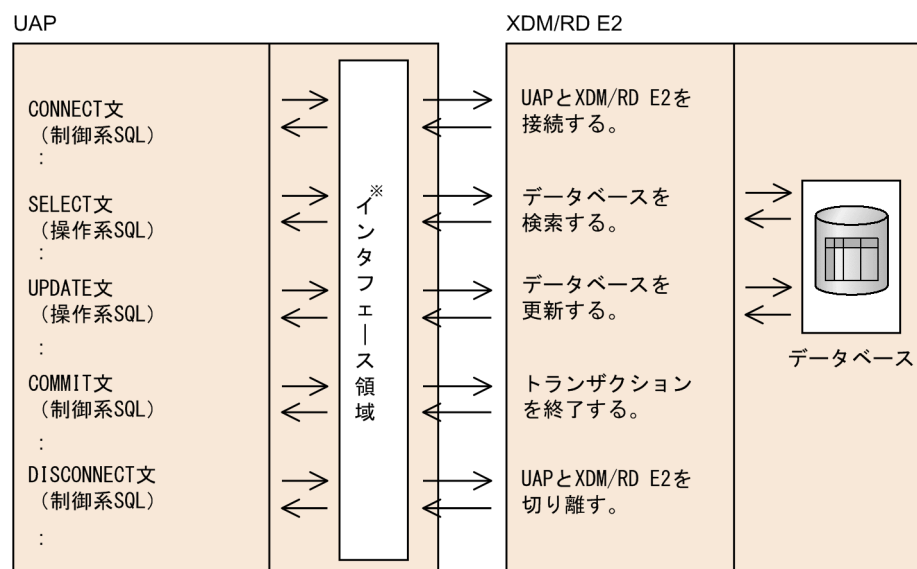 UAP
XDM/RD E2
CONNECT文
（制御系SQL）
：
SELECT文
（操作系SQL）
：
UPDATE文
（操作系SQL）
：
COMMIT文
（制御系SQL）
：
DISCONNECT文
（制御系SQL）
：
※
インタフェース領域
UAPとXDM/RD E2を
接続する。
データベースを
検索する。
データベースを
更新する。
トランザクション
を終了する。
UAPとXDM/RD E2を
切り離す。
データベース